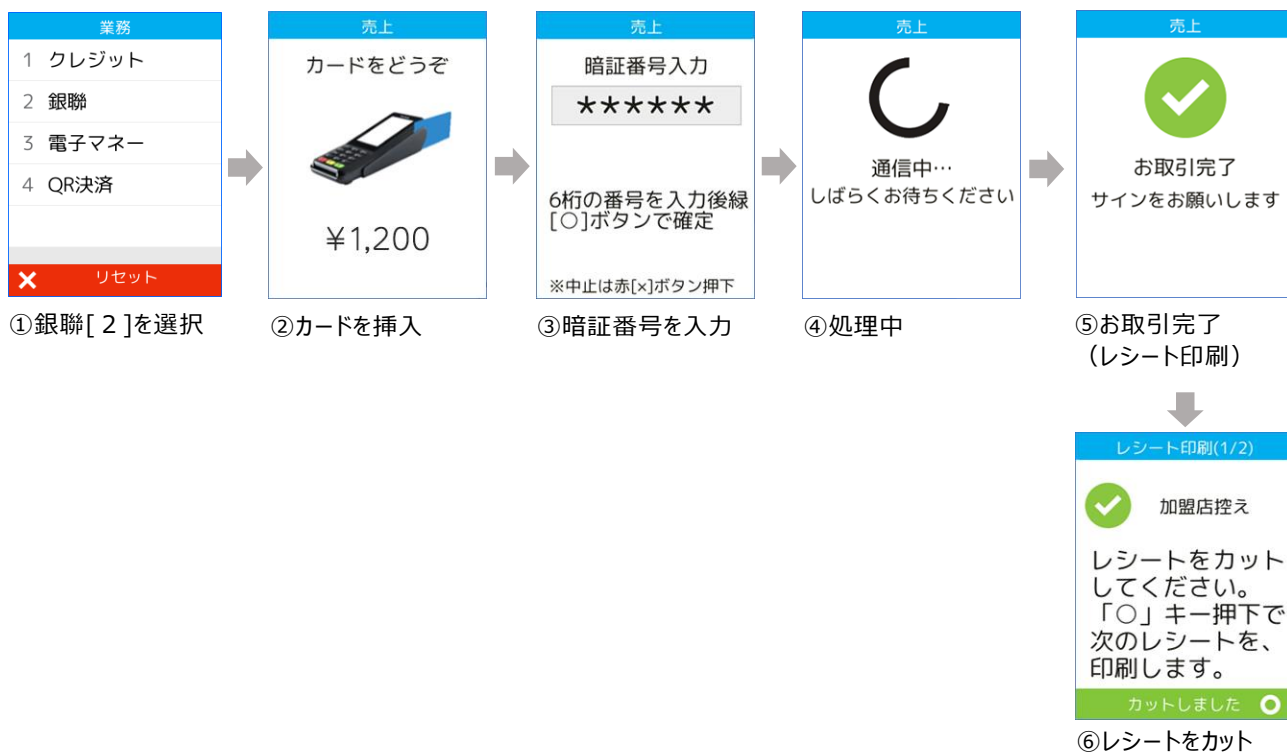 業務
1 クレジット
2 銀聯
3 電子マネー
4 QR決済
リセット
①銀聯[ 2 ]を選択
売上
カードをどうぞ
¥1,200
②カードを挿入
売上
暗証番号入力
******
6桁の番号を入力後緑
[○]ボタンで確定
※中止は赤[×]ボタン押下
③暗証番号を入力
売上
通信中…
しばらくお待ちください
④処理中
売上
お取引完了
サインをお願いします
⑤お取引完了
（レシート印刷）
レシート印刷(1/2)
加盟店控え
レシートをカット
してください。
「○」キー押下で
次のレシートを、
印刷します。
カットしました
⑥レシートをカット